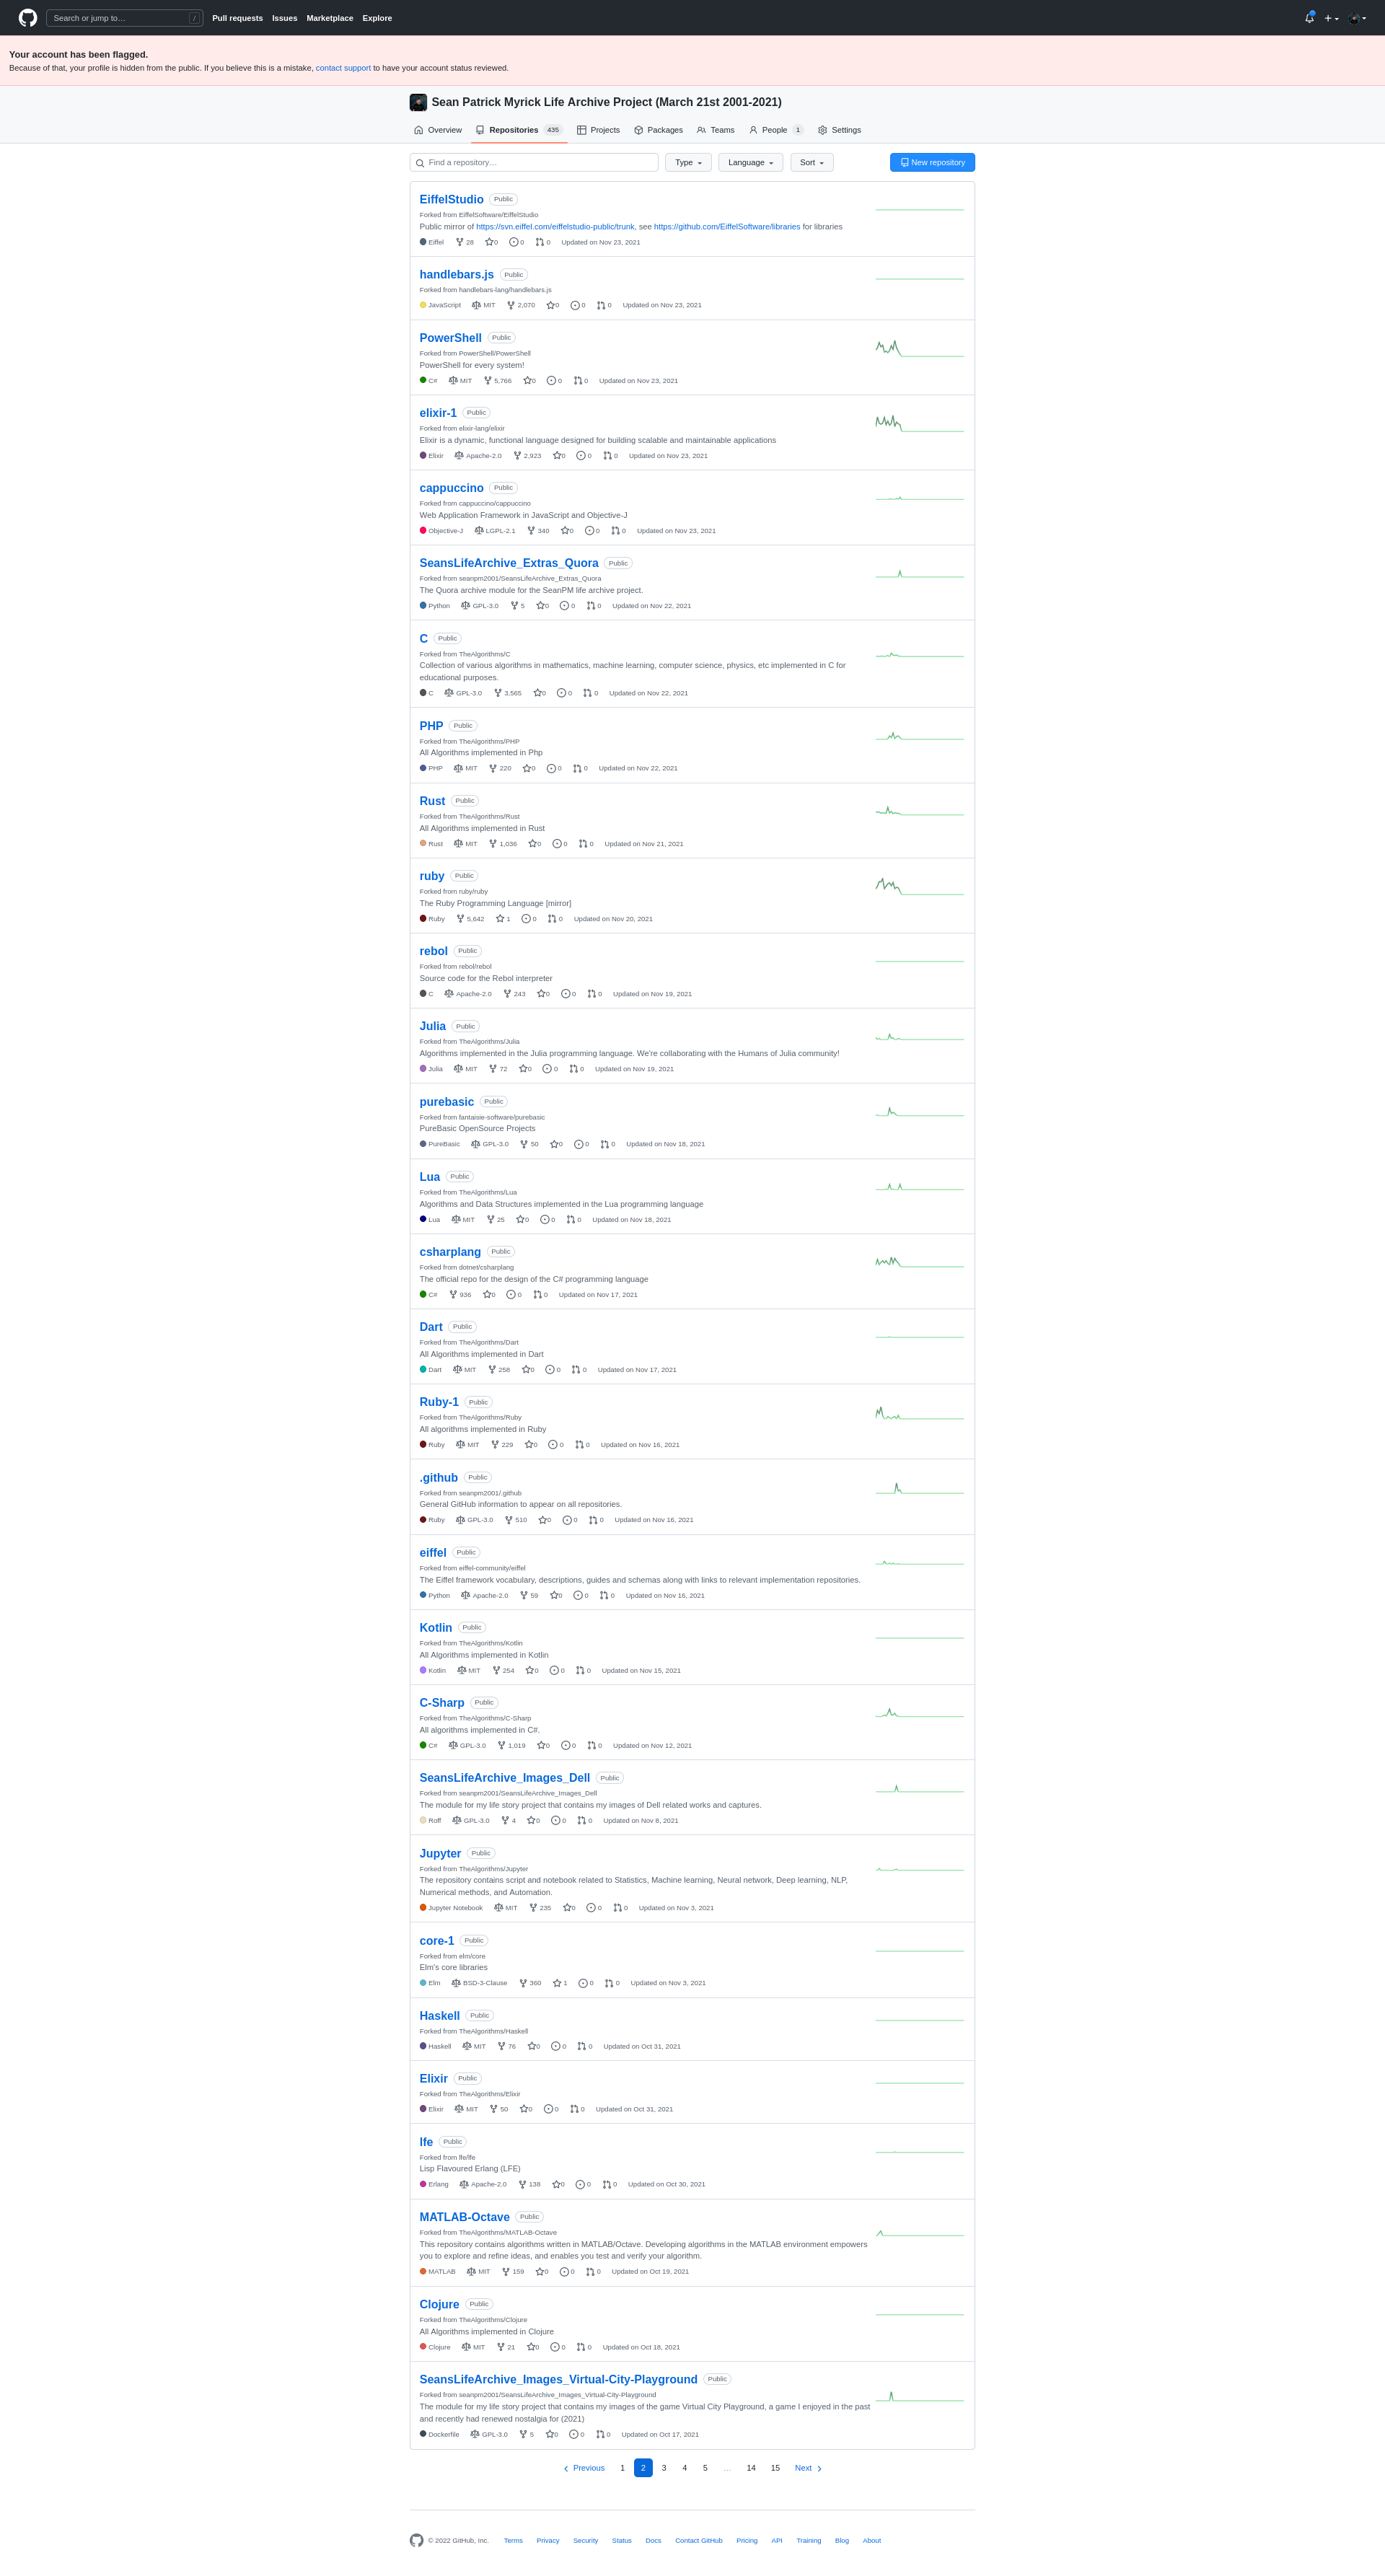 Search or jump to… /
Pull requests Issues Marketplace Explore
Your account has been flagged.
Because of that, your profile is hidden from the public. If you believe this is a mistake, contact support to have your account status reviewed.
Sean Patrick Myrick Life Archive Project (March 21st 2001-2021)
Overview Repositories 435 Projects Packages Teams People 1 Settings
Find a repository… Type Language Sort New repository
EiffelStudio Public
Forked from EiffelSoftware/EiffelStudio
Public mirror of https://svn.eiffel.com/eiffelstudio-public/trunk, see https://github.com/EiffelSoftware/libraries for libraries
Eiffel 28 0 0 0 Updated on Nov 23, 2021
handlebars.js Public
Forked from handlebars-lang/handlebars.js
JavaScript MIT 2,070 0 0 0 Updated on Nov 23, 2021
PowerShell Public
Forked from PowerShell/PowerShell
PowerShell for every system!
C# MIT 5,766 0 0 0 Updated on Nov 23, 2021
elixir-1 Public
Forked from elixir-lang/elixir
Elixir is a dynamic, functional language designed for building scalable and maintainable applications
Elixir Apache-2.0 2,923 0 0 0 Updated on Nov 23, 2021
cappuccino Public
Forked from cappuccino/cappuccino
Web Application Framework in JavaScript and Objective-J
Objective-J LGPL-2.1 340 0 0 0 Updated on Nov 23, 2021
SeansLifeArchive_Extras_Quora Public
Forked from seanpm2001/SeansLifeArchive_Extras_Quora
The Quora archive module for the SeanPM life archive project.
Python GPL-3.0 5 0 0 0 Updated on Nov 22, 2021
C Public
Forked from TheAlgorithms/C
Collection of various algorithms in mathematics, machine learning, computer science, physics, etc implemented in C for
educational purposes.
C GPL-3.0 3,565 0 0 0 Updated on Nov 22, 2021
PHP Public
Forked from TheAlgorithms/PHP
All Algorithms implemented in Php
PHP MIT 220 0 0 0 Updated on Nov 22, 2021
Rust Public
Forked from TheAlgorithms/Rust
All Algorithms implemented in Rust
Rust MIT 1,036 0 0 0 Updated on Nov 21, 2021
ruby Public
Forked from ruby/ruby
The Ruby Programming Language [mirror]
Ruby 5,642 1 0 0 Updated on Nov 20, 2021
rebol Public
Forked from rebol/rebol
Source code for the Rebol interpreter
C Apache-2.0 243 0 0 0 Updated on Nov 19, 2021
Julia Public
Forked from TheAlgorithms/Julia
Algorithms implemented in the Julia programming language. We're collaborating with the Humans of Julia community!
Julia MIT 72 0 0 0 Updated on Nov 19, 2021
purebasic Public
Forked from fantaisie-software/purebasic
PureBasic OpenSource Projects
PureBasic GPL-3.0 50 0 0 0 Updated on Nov 18, 2021
Lua Public
Forked from TheAlgorithms/Lua
Algorithms and Data Structures implemented in the Lua programming language
Lua MIT 25 0 0 0 Updated on Nov 18, 2021
csharplang Public
Forked from dotnet/csharplang
The official repo for the design of the C# programming language
C# 936 0 0 0 Updated on Nov 17, 2021
Dart Public
Forked from TheAlgorithms/Dart
All Algorithms implemented in Dart
Dart MIT 258 0 0 0 Updated on Nov 17, 2021
Ruby-1 Public
Forked from TheAlgorithms/Ruby
All algorithms implemented in Ruby
Ruby MIT 229 0 0 0 Updated on Nov 16, 2021
.github Public
Forked from seanpm2001/.github
General GitHub information to appear on all repositories.
Ruby GPL-3.0 510 0 0 0 Updated on Nov 16, 2021
eiffel Public
Forked from eiffel-community/eiffel
The Eiffel framework vocabulary, descriptions, guides and schemas along with links to relevant implementation repositories.
Python Apache-2.0 59 0 0 0 Updated on Nov 16, 2021
Kotlin Public
Forked from TheAlgorithms/Kotlin
All Algorithms implemented in Kotlin
Kotlin MIT 254 0 0 0 Updated on Nov 15, 2021
C-Sharp Public
Forked from TheAlgorithms/C-Sharp
All algorithms implemented in C#.
C# GPL-3.0 1,019 0 0 0 Updated on Nov 12, 2021
SeansLifeArchive_Images_Dell Public
Forked from seanpm2001/SeansLifeArchive_Images_Dell
The module for my life story project that contains my images of Dell related works and captures.
Roff GPL-3.0 4 0 0 0 Updated on Nov 8, 2021
Jupyter Public
Forked from TheAlgorithms/Jupyter
The repository contains script and notebook related to Statistics, Machine learning, Neural network, Deep learning, NLP,
Numerical methods, and Automation.
Jupyter Notebook MIT 235 0 0 0 Updated on Nov 3, 2021
core-1 Public
Forked from elm/core
Elm's core libraries
Elm BSD-3-Clause 360 1 0 0 Updated on Nov 3, 2021
Haskell Public
Forked from TheAlgorithms/Haskell
Haskell MIT 76 0 0 0 Updated on Oct 31, 2021
Elixir Public
Forked from TheAlgorithms/Elixir
Elixir MIT 50 0 0 0 Updated on Oct 31, 2021
lfe Public
Forked from lfe/lfe
Lisp Flavoured Erlang (LFE)
Erlang Apache-2.0 138 0 0 0 Updated on Oct 30, 2021
MATLAB-Octave Public
Forked from TheAlgorithms/MATLAB-Octave
This repository contains algorithms written in MATLAB/Octave. Developing algorithms in the MATLAB environment empowers
you to explore and refine ideas, and enables you test and verify your algorithm.
MATLAB MIT 159 0 0 0 Updated on Oct 19, 2021
Clojure Public
Forked from TheAlgorithms/Clojure
All Algorithms implemented in Clojure
Clojure MIT 21 0 0 0 Updated on Oct 18, 2021
SeansLifeArchive_Images_Virtual-City-Playground Public
Forked from seanpm2001/SeansLifeArchive_Images_Virtual-City-Playground
The module for my life story project that contains my images of the game Virtual City Playground, a game I enjoyed in the past
and recently had renewed nostalgia for (2021)
Dockerfile GPL-3.0 5 0 0 0 Updated on Oct 17, 2021
Previous 1 2 3 4 5 … 14 15 Next
© 2022 GitHub, Inc. Terms Privacy Security Status Docs Contact GitHub Pricing API Training Blog About